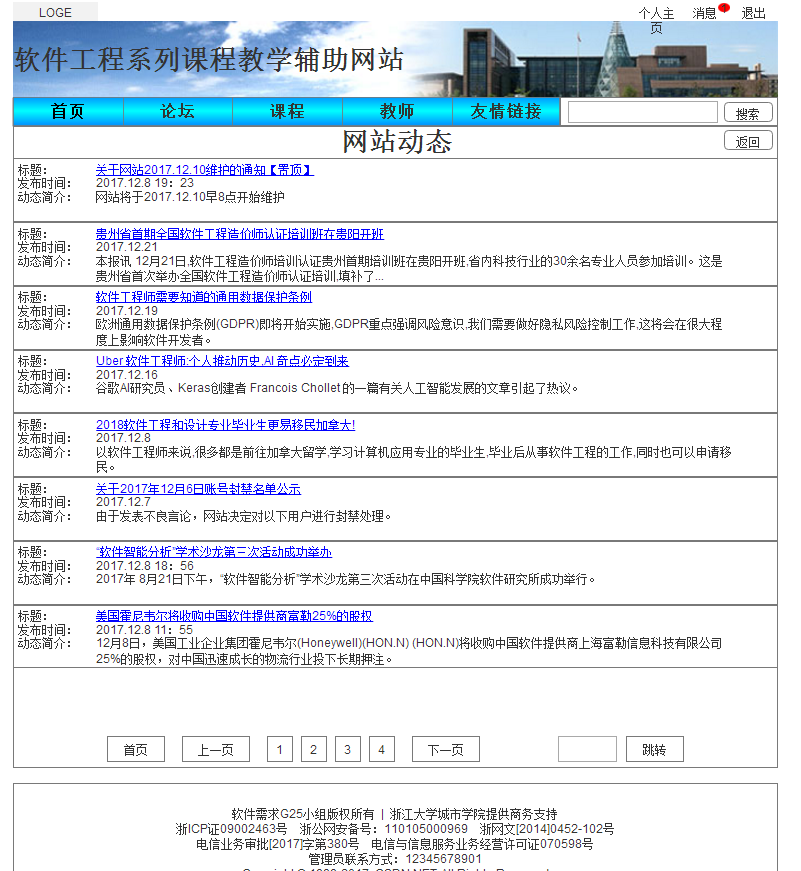 LOGE
个人主页 消息 退出
软件工程系列课程教学辅助网站
首页 论坛 课程 教师 友情链接 搜索
网站动态 返回
标题： 关于网站2017.12.10维护的通知【置顶】
发布时间： 2017.12.8 19：23
动态简介： 网站将于2017.12.10早8点开始维护
标题： 贵州省首期全国软件工程造价师认证培训班在贵阳开班
发布时间： 2017.12.21
动态简介： 本报讯 12月21日,软件工程造价师培训认证贵州首期培训班在贵阳开班,省内科技行业的30余名专业人员参加培训。这是
贵州省首次举办全国软件工程造价师认证培训,填补了...
标题： 软件工程师需要知道的通用数据保护条例
发布时间： 2017.12.19
动态简介： 欧洲通用数据保护条例(GDPR)即将开始实施,GDPR重点强调风险意识,我们需要做好隐私风险控制工作,这将会在很大程
度上影响软件开发者。
标题： Uber软件工程师:个人推动历史,AI奇点必定到来
发布时间： 2017.12.16
动态简介： 谷歌AI研究员、Keras创建者 Francois Chollet的一篇有关人工智能发展的文章引起了热议。
标题： 2018软件工程和设计专业毕业生更易移民加拿大!
发布时间： 2017.12.8
动态简介： 以软件工程师来说,很多都是前往加拿大留学,学习计算机应用专业的毕业生,毕业后从事软件工程的工作,同时也可以申请移
民。
标题： 关于2017年12月6日账号封禁名单公示
发布时间： 2017.12.7
动态简介： 由于发表不良言论，网站决定对以下用户进行封禁处理。
标题： “软件智能分析”学术沙龙第三次活动成功举办
发布时间： 2017.12.8 18：56
动态简介： 2017年 8月21日下午，“软件智能分析”学术沙龙第三次活动在中国科学院软件研究所成功举行。
标题： 美国霍尼韦尔将收购中国软件提供商富勒25%的股权
发布时间： 2017.12.8 11：55
动态简介： 12月8日，美国工业企业集团霍尼韦尔(Honeywell)(HON.N) (HON.N)将收购中国软件提供商上海富勒信息科技有限公司
25%的股权，对中国迅速成长的物流行业投下长期押注。
首页 上一页 1 2 3 4 下一页 跳转
软件需求G25小组版权所有 | 浙江大学城市学院提供商务支持
浙ICP证09002463号 浙公网安备号：110105000969 浙网文[2014]0452-102号
电信业务审批[2017]字第380号 电信与信息服务业务经营许可证070598号
管理员联系方式：12345678901